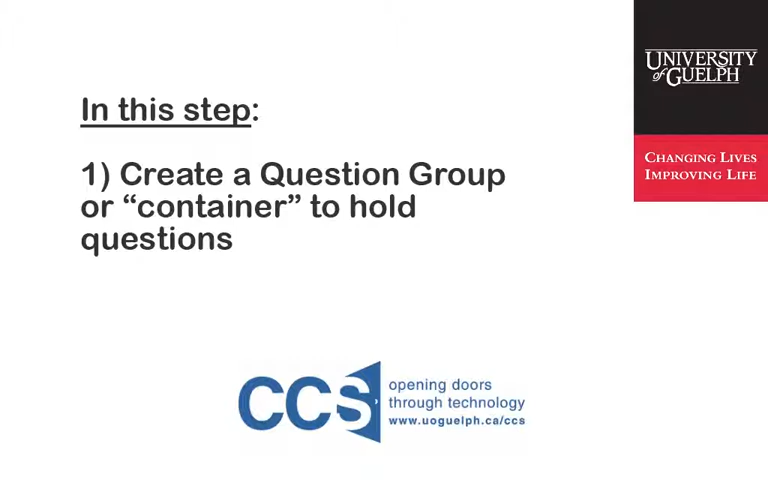 UNIVERSITY
of GUELPH
CHANGING LIVES
IMPROVING LIFE
In this step:
1) Create a Question Group
or “container” to hold
questions
CCS
opening doors
through technology
www.uoguelph.ca/ccs